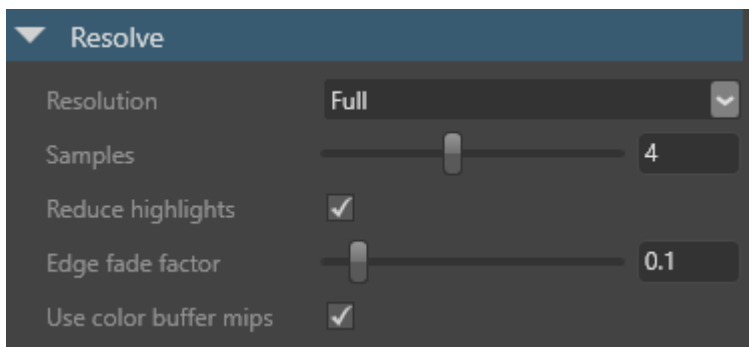 Resolve
Resolution Full
Samples 4
Reduce highlights
Edge fade factor 0.1
Use color buffer mips